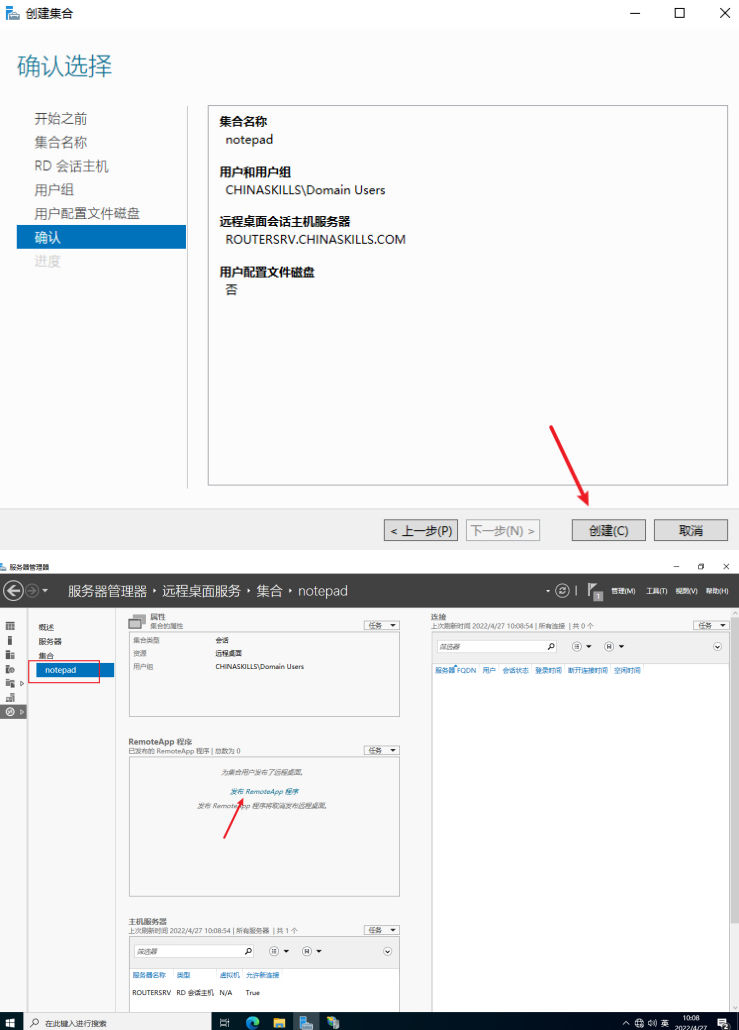 创建集合
确认选择
开始之前
集合名称
RD 会话主机
用户组
用户配置文件磁盘
确认
进度
集合名称
notepad
用户和用户组
CHINASKILLS\Domain Users
远程桌面会话主机服务器
ROUTERSRV.CHINASKILLS.COM
用户配置文件磁盘
否
< 上一步(P)
下一步(N) >
创建(C)
取消
服务器管理器
服务器管理器 · 远程桌面服务 · 集合 · notepad
1
管理(M) 工具(T) 视图(V) 帮助(H)
概述
服务器
集合
notepad
属性
集合的属性
任务
集合类型 会话
资源 远程桌面
用户组 CHINASKILLS\Domain Users
RemoteApp 程序
已发布的 RemoteApp 程序 | 总数为 0
任务
为集合用户发布了远程桌面。
发布 RemoteApp 程序
发布 RemoteApp 程序将取消发布远程桌面。
主机服务器
上次刷新时间 2022/4/27 10:08:54 | 所有服务器 | 共 1 个
任务
筛选器
服务器名称 类型 虚拟机 允许新连接
ROUTERSRV RD 会话主机 N/A True
连接
上次刷新时间 2022/4/27 10:08:54 | 所有连接 | 共 0 个
任务
筛选器
服务器 FQDN 用户 会话状态 登录时间 断开连接时间 空闲时间
在此键入进行搜索
英
10:08
2022/4/27
2